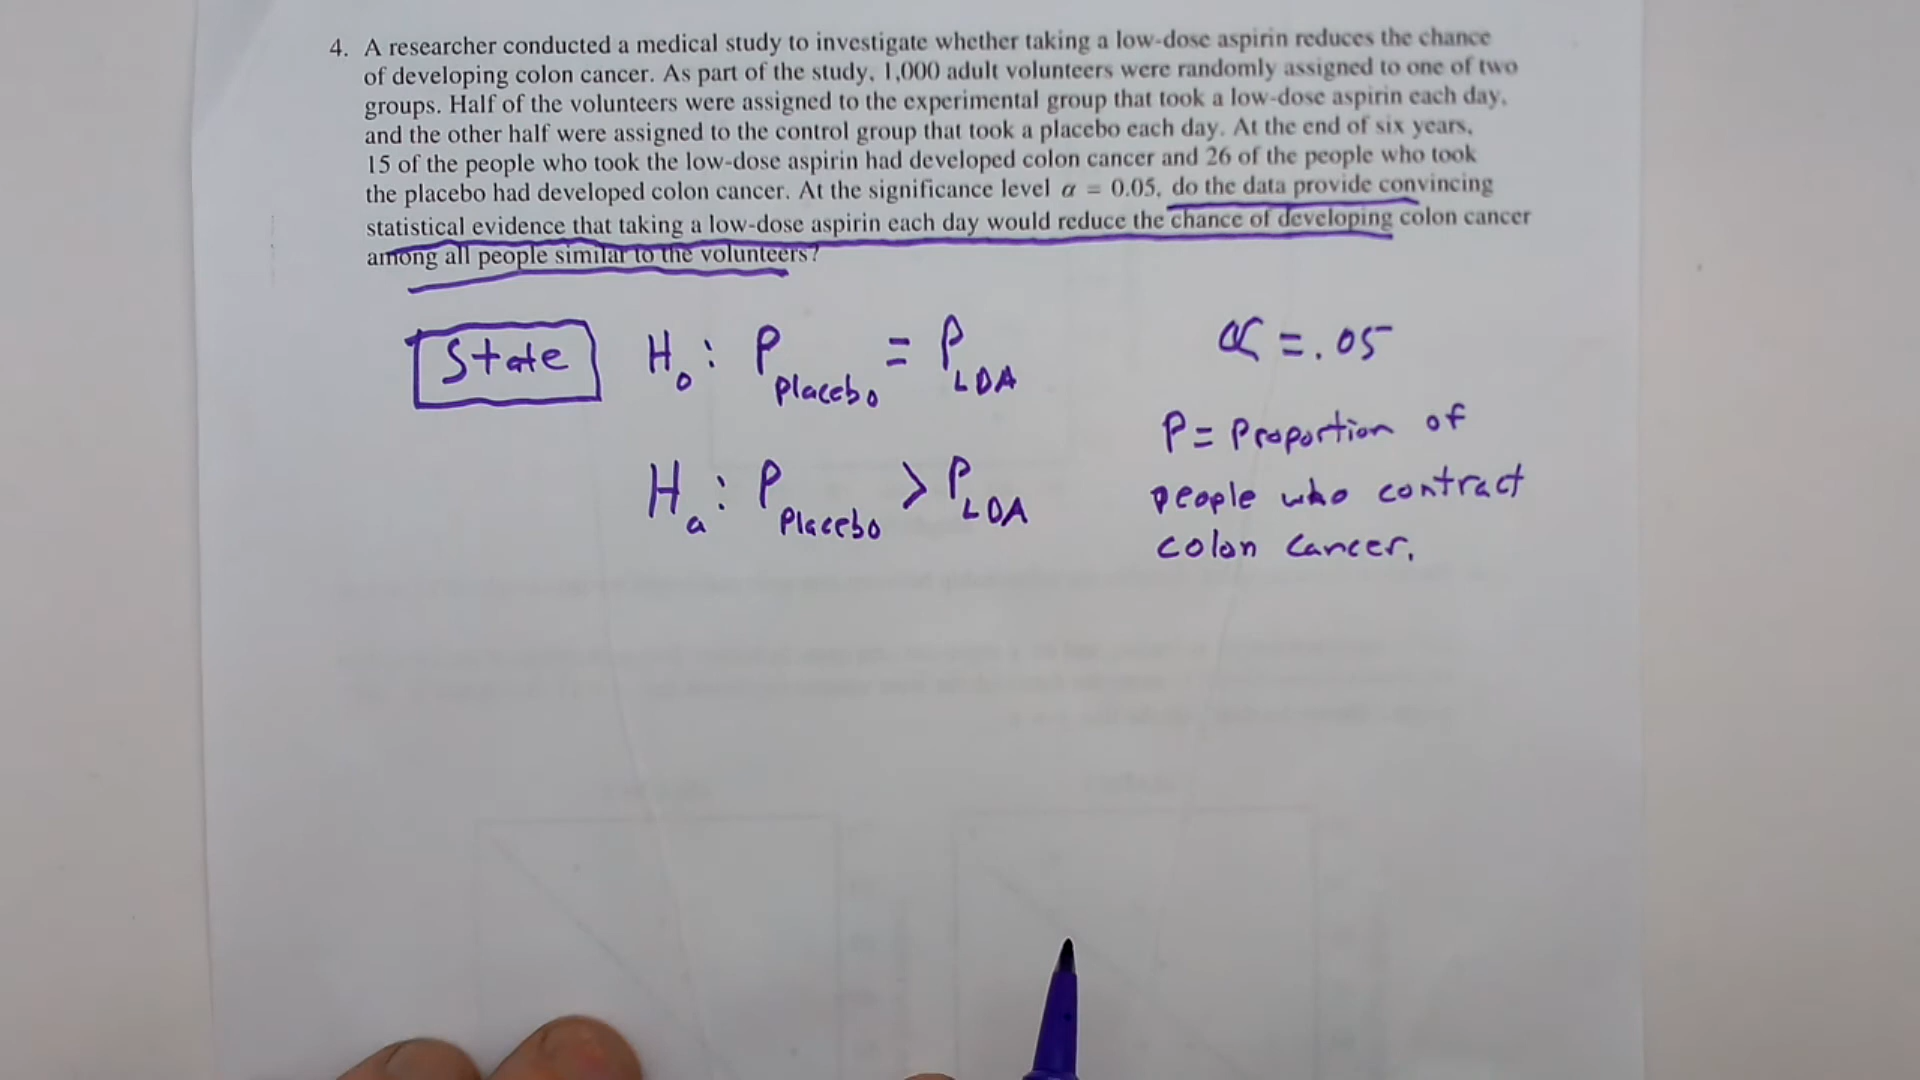 4. A researcher conducted a medical study to investigate whether taking a low-dose aspirin reduces the chance
of developing colon cancer. As part of the study, 1,000 adult volunteers were randomly assigned to one of two
groups. Half of the volunteers were assigned to the experimental group that took a low-dose aspirin each day,
and the other half were assigned to the control group that took a placebo each day. At the end of six years,
15 of the people who took the low-dose aspirin had developed colon cancer and 26 of the people who took
the placebo had developed colon cancer. At the significance level α = 0.05, do the data provide convincing
statistical evidence that taking a low-dose aspirin each day would reduce the chance of developing colon cancer
among all people similar to the volunteers?
State H₀: P Placebo = P LDA
α = .05
Hₐ: P Placebo > P LDA
P = Proportion of
people who contract
colon cancer.